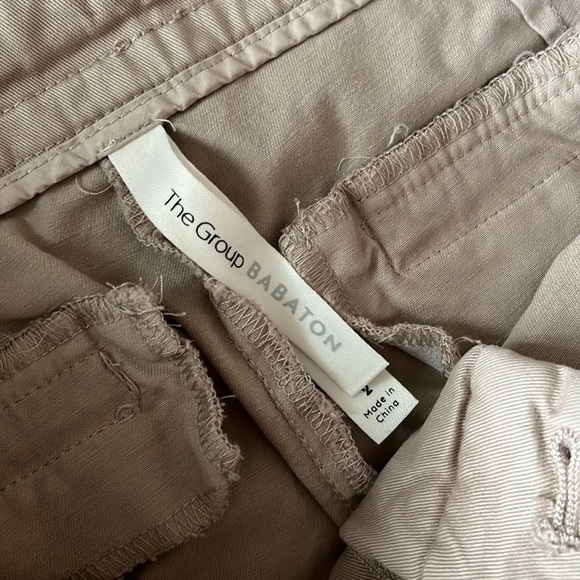 The Group BABATON
2
Made in
China